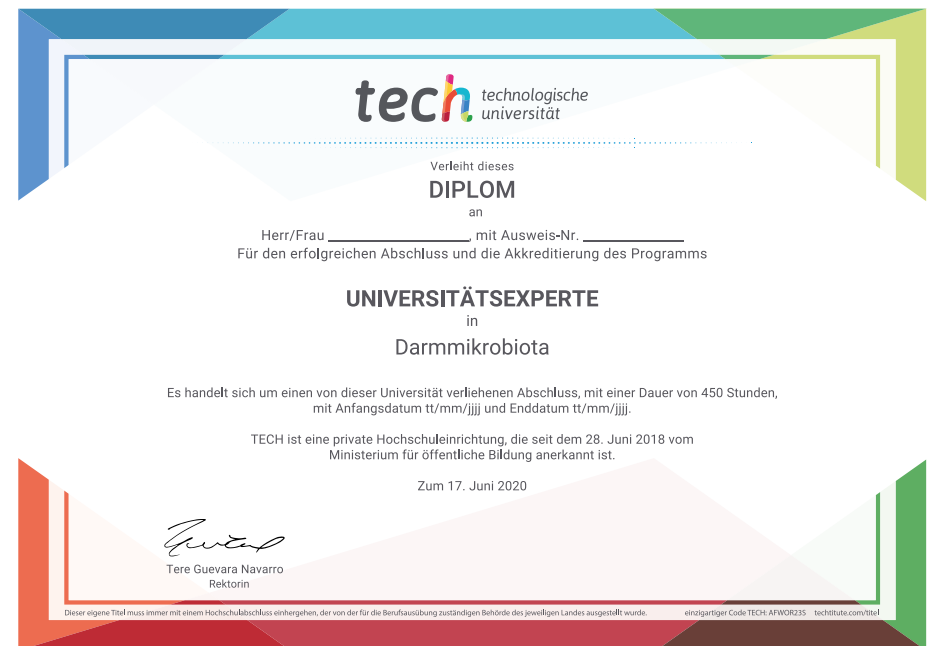 tech technologische
universität
Verleiht dieses
DIPLOM
an
Herr/Frau ____________________, mit Ausweis-Nr. ______________
Für den erfolgreichen Abschluss und die Akkreditierung des Programms
UNIVERSITÄTSEXPERTE
in
Darmmikrobiota
Es handelt sich um einen von dieser Universität verliehenen Abschluss, mit einer Dauer von 450 Stunden,
mit Anfangsdatum tt/mm/jjjj und Enddatum tt/mm/jjjj.
TECH ist eine private Hochschuleinrichtung, die seit dem 28. Juni 2018 vom
Ministerium für öffentliche Bildung anerkannt ist.
Zum 17. Juni 2020
Tere Guevara Navarro
Rektorin
Dieser eigene Titel muss immer mit einem Hochschulabschluss einhergehen, der von der für die Berufsausübung zuständigen Behörde des jeweiligen Landes ausgestellt wurde. einzigartiger Code TECH: AFWOR23S techtitute.com/titel